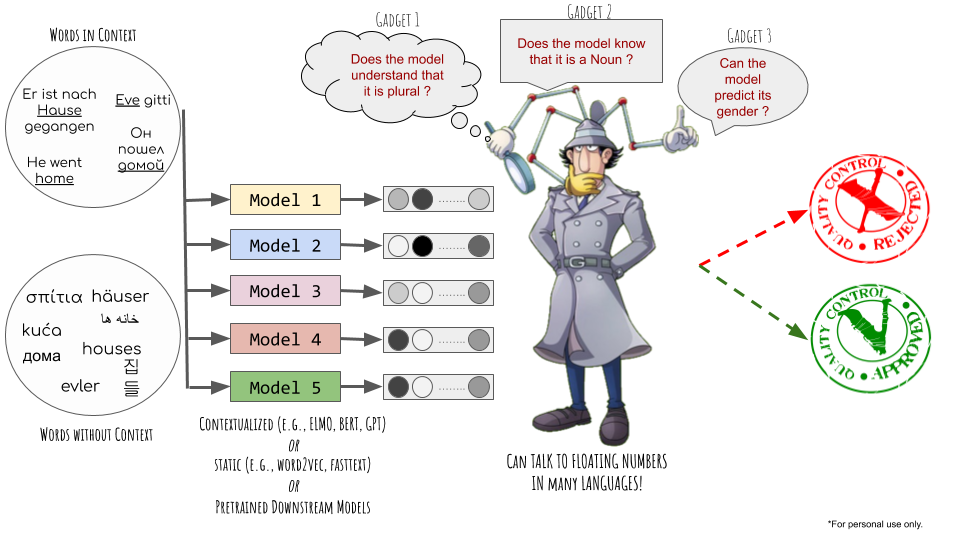 Words in Context
Er ist nach
Hause
gegangen
Eve gitti
Он
пошел
домой
He went
home
σπίτια häuser
خانه ها
kuća
дома
houses
집
들
evler
Words without Context
Model 1
........
Model 2
........
Model 3
........
Model 4
........
Model 5
........
Contextualized (e.g., ELMO, BERT, GPT)
OR
static (e.g., word2vec, fasttext)
OR
Pretrained Downstream Models
Gadget 1
Does the model
understand that
it is plural ?
Gadget 2
Does the model know
that it is a Noun ?
Gadget 3
Can the
model
predict its
gender ?
G
Can TALK TO FLOATING NUMBERS
IN many LANGUAGES!
QUALITY CONTROL
REJECTED
QUALITY CONTROL
APPROVED
*For personal use only.